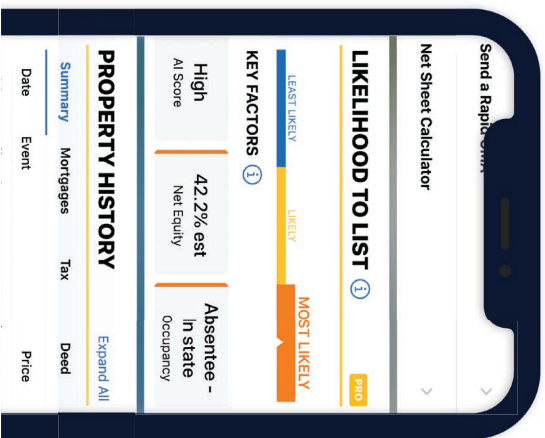 Send a Rapid CMA
Net Sheet Calculator
LIKELIHOOD TO LIST
PRO
LEAST LIKELY
LIKELY
MOST LIKELY
KEY FACTORS
High
AI Score
42.2% est
Net Equity
Absentee -
In state
Occupancy
PROPERTY HISTORY
Expand All
Summary Mortgages Tax Deed
Date Event Price